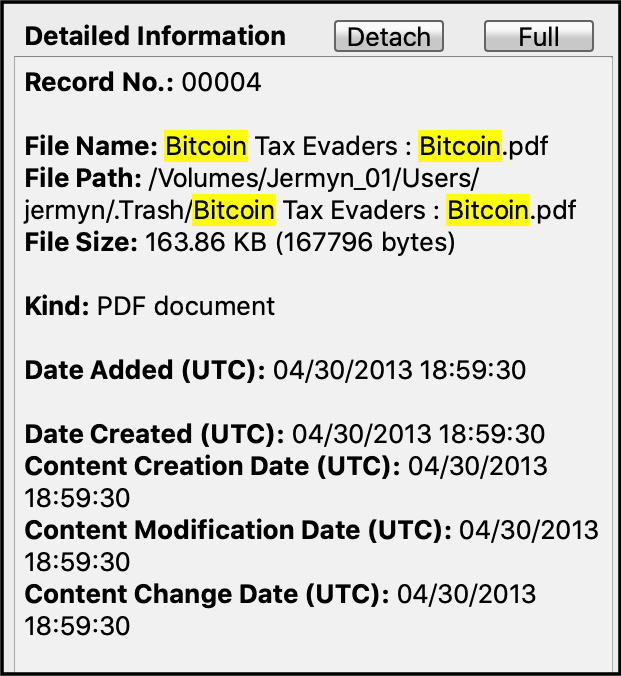 Detailed Information Detach Full
Record No.: 00004
File Name: Bitcoin Tax Evaders : Bitcoin.pdf
File Path: /Volumes/Jermyn_01/Users/
jermyn/.Trash/Bitcoin Tax Evaders : Bitcoin.pdf
File Size: 163.86 KB (167796 bytes)
Kind: PDF document
Date Added (UTC): 04/30/2013 18:59:30
Date Created (UTC): 04/30/2013 18:59:30
Content Creation Date (UTC): 04/30/2013
18:59:30
Content Modification Date (UTC): 04/30/2013
18:59:30
Content Change Date (UTC): 04/30/2013
18:59:30